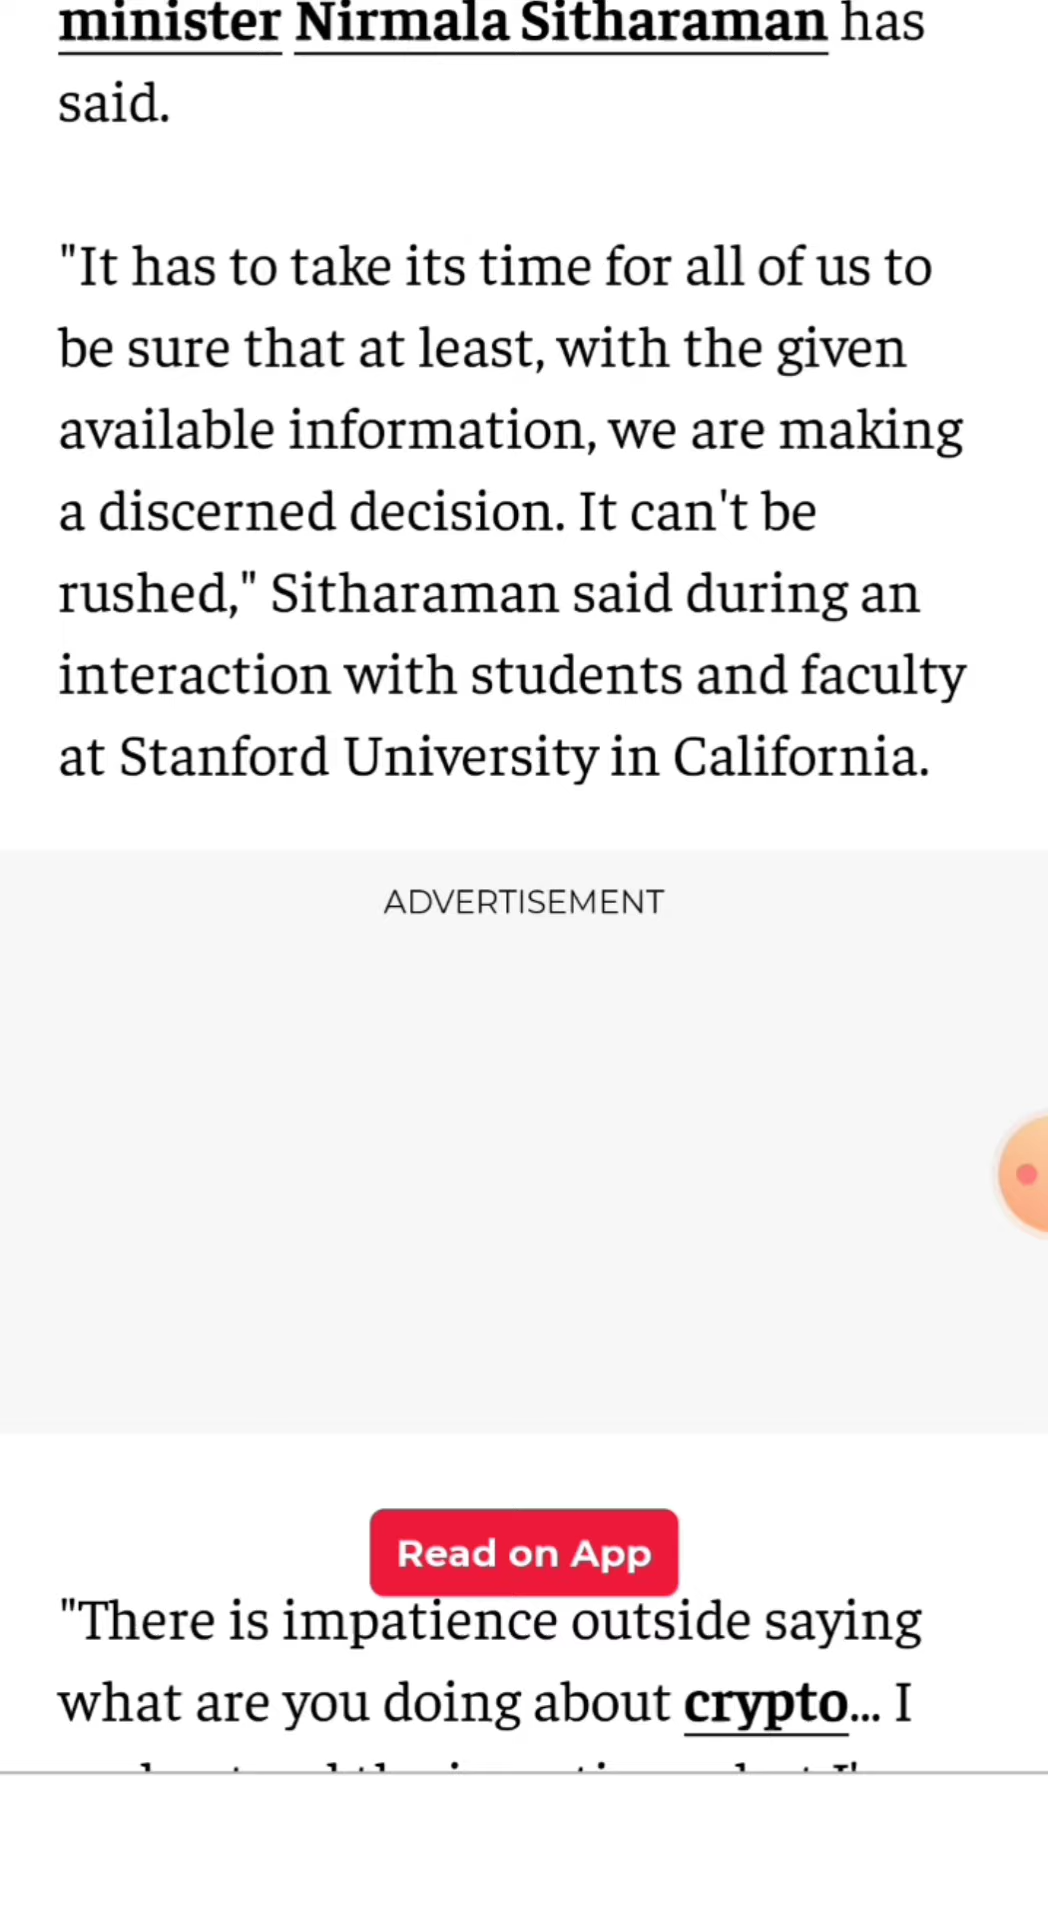 minister Nirmala Sitharaman has
said.
"It has to take its time for all of us to
be sure that at least, with the given
available information, we are making
a discerned decision. It can't be
rushed," Sitharaman said during an
interaction with students and faculty
at Stanford University in California.
ADVERTISEMENT
Read on App
"There is impatience outside saying
what are you doing about crypto... I